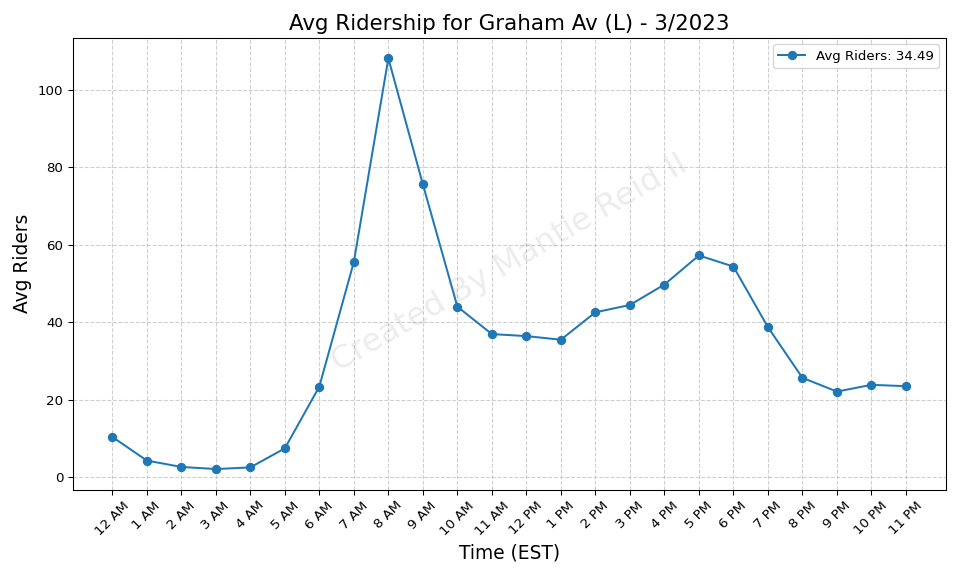 Avg Ridership for Graham Av (L) - 3/2023
Avg Riders: 34.49
Avg Riders
100
80
60
40
20
0
Created By Mantie Reid II
12 AM 1 AM 2 AM 3 AM 4 AM 5 AM 6 AM 7 AM 8 AM 9 AM 10 AM 11 AM 12 PM 1 PM 2 PM 3 PM 4 PM 5 PM 6 PM 7 PM 8 PM 9 PM 10 PM 11 PM
Time (EST)